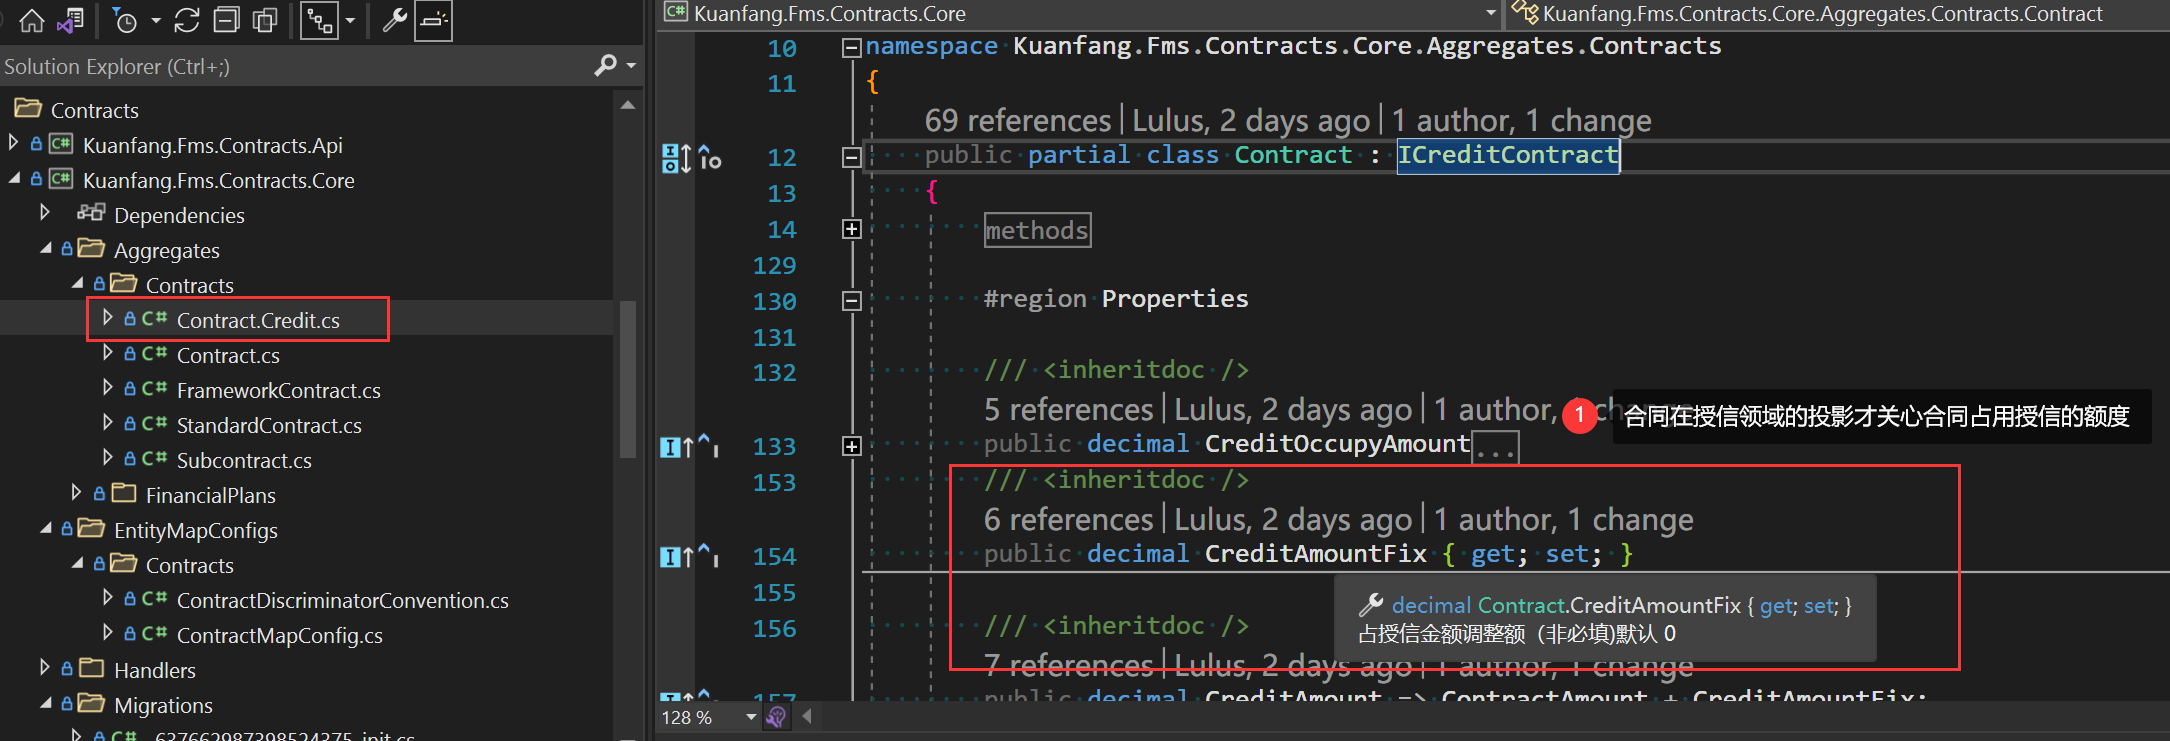 Solution Explorer (Ctrl+;)
Contracts
Kuanfang.Fms.Contracts.Api
Kuanfang.Fms.Contracts.Core
Dependencies
Aggregates
Contracts
C# Contract.Credit.cs
C# Contract.cs
C# FrameworkContract.cs
C# StandardContract.cs
C# Subcontract.cs
FinancialPlans
EntityMapConfigs
Contracts
C# ContractDiscriminatorConvention.cs
C# ContractMapConfig.cs
Handlers
Migrations
C# 637662987398524375_init.cs
C# Kuanfang.Fms.Contracts.Core
Kuanfang.Fms.Contracts.Core.Aggregates.Contracts.Contract
10 namespace Kuanfang.Fms.Contracts.Core.Aggregates.Contracts
11 {
69 references | Lulus, 2 days ago | 1 author, 1 change
12 public partial class Contract : ICreditContract
13 {
14 methods
129
130 #region Properties
131
132 /// <inheritdoc />
5 references | Lulus, 2 days ago | 1 author, 1 change
1 合同在授信领域的投影才关心合同占用授信的额度
133 public decimal CreditOccupyAmount...
153 /// <inheritdoc />
6 references | Lulus, 2 days ago | 1 author, 1 change
154 public decimal CreditAmountFix { get; set; }
155
decimal Contract.CreditAmountFix { get; set; }
占授信金额调整额（非必填)默认 0
156 /// <inheritdoc />
7 references | Lulus, 2 days ago | 1 author, 1 change
157 public decimal CreditAmount => ContractAmount + CreditAmountFix;
128 %